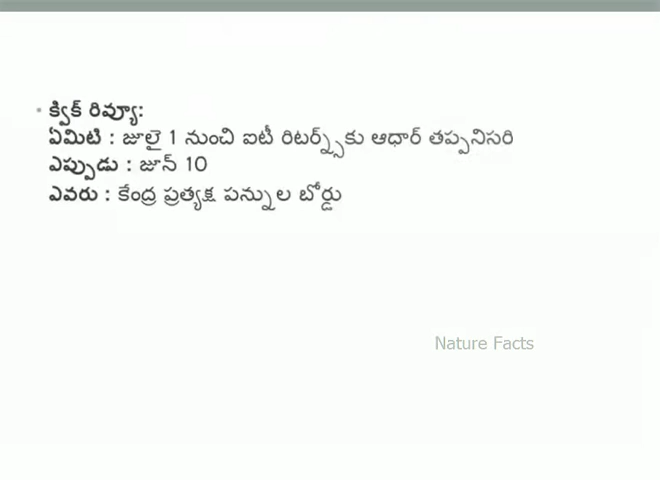 • క్విక్ రివ్యూ:
ఏమిటి : జూలై 1 నుంచి ఐటీ రిటర్న్స్‌కు ఆధార్ తప్పనిసరి
ఎప్పుడు : జూన్ 10
ఎవరు : కేంద్ర ప్రత్యక్ష పన్నుల బోర్డు
Nature Facts